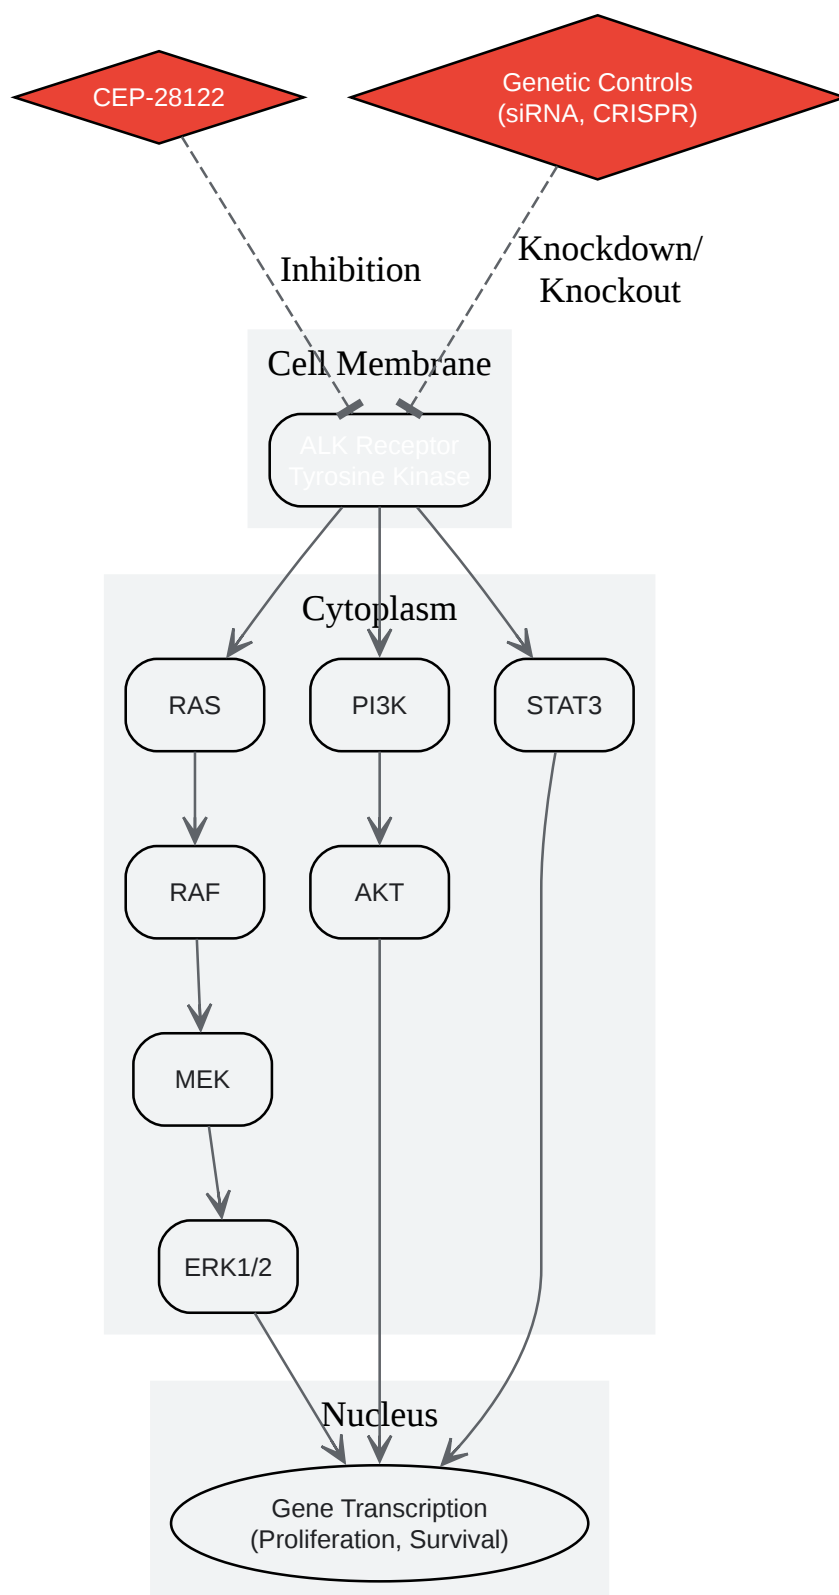 CEP-28122
Genetic Controls
(siRNA, CRISPR)
Inhibition
Knockdown/
Knockout
Cell Membrane
ALK Receptor
Tyrosine Kinase
Cytoplasm
RAS
PI3K
STAT3
RAF
AKT
MEK
ERK1/2
Nucleus
Gene Transcription
(Proliferation, Survival)